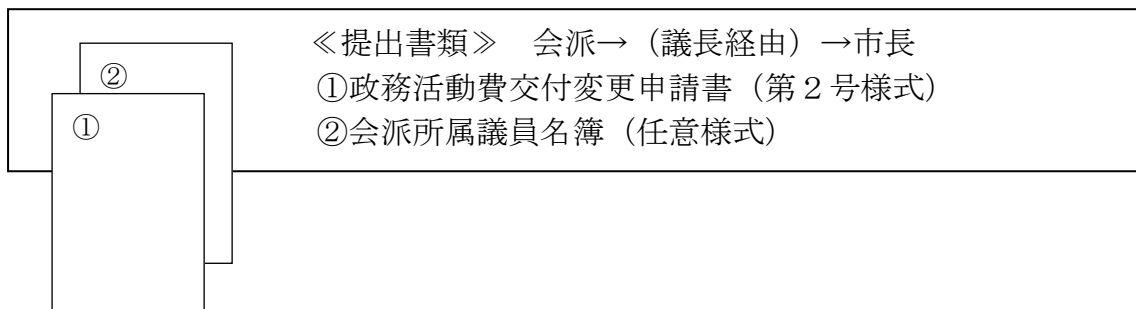 ≪提出書類≫ 会派→（議長経由）→市長
①政務活動費交付変更申請書（第２号様式）
②会派所属議員名簿（任意様式）
②
①